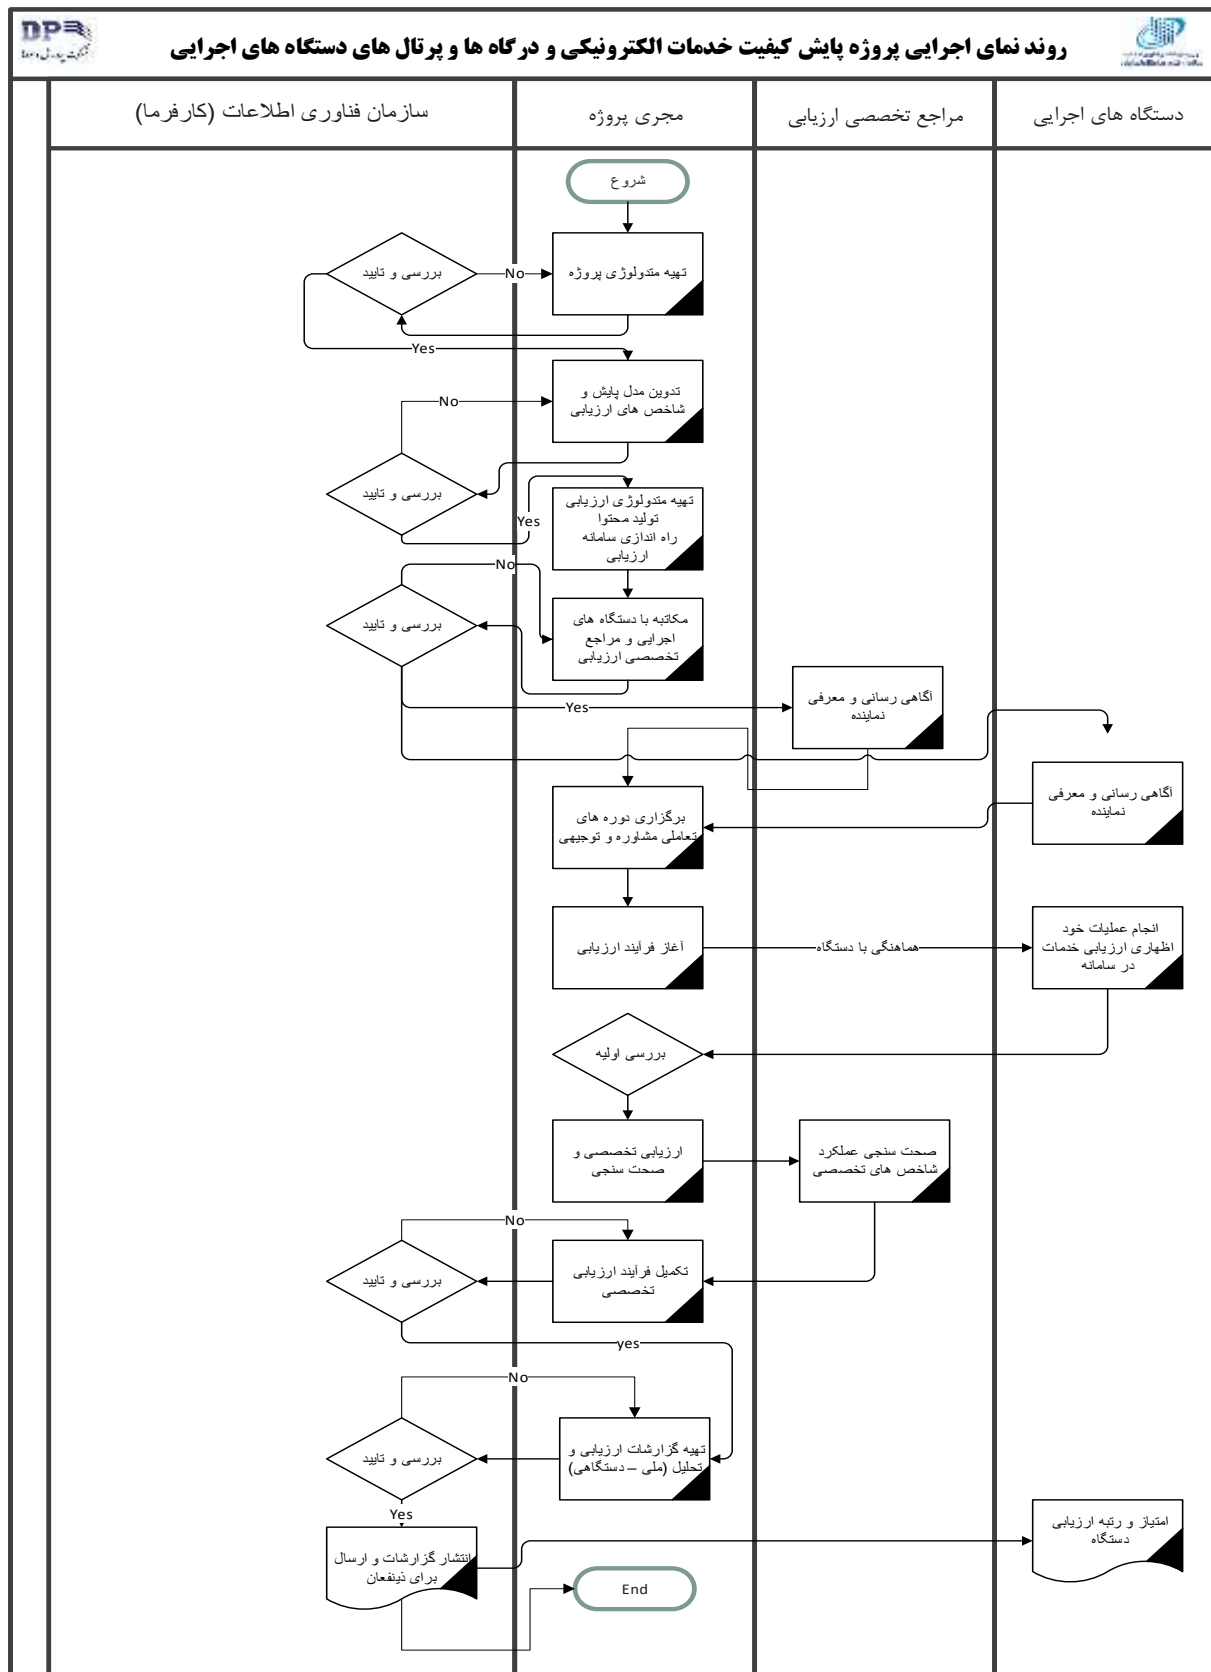 روند نمای اجرایی پروژه پایش کیفیت خدمات الکترونیکی و درگاه ها و پرتال های دستگاه های اجرایی
DP
دستگاه های اجرایی
مراجع تخصصی ارزیابی
مجری پروژه
سازمان فناوری اطلاعات (کارفرما)
شروع
تهیه متدولوژی پروژه
بررسی و تایید
No
Yes
تدوین مدل پایش و
شاخص های ارزیابی
No
بررسی و تایید
Yes
تهیه متدولوژی ارزیابی
تولید محتوا
راه اندازی سامانه
ارزیابی
No
مکاتبه با دستگاه های
اجرایی و مراجع
تخصصی ارزیابی
بررسی و تایید
Yes
آگاهی رسانی و معرفی
نماینده
آگاهی رسانی و معرفی
نماینده
برگزاری دوره های
تعاملی مشاوره و توجیهی
آغاز فرآیند ارزیابی
هماهنگی با دستگاه
انجام عملیات خود
اظهاری ارزیابی خدمات
در سامانه
بررسی اولیه
ارزیابی تخصصی و
صحت سنجی
صحت سنجی عملکرد
شاخص های تخصصی
No
تکمیل فرآیند ارزیابی
تخصصی
بررسی و تایید
yes
No
تهیه گزارشات ارزیابی و
تحلیل (ملی – دستگاهی)
بررسی و تایید
Yes
انتشار گزارشات و ارسال
برای ذینفعان
امتیاز و رتبه ارزیابی
دستگاه
End